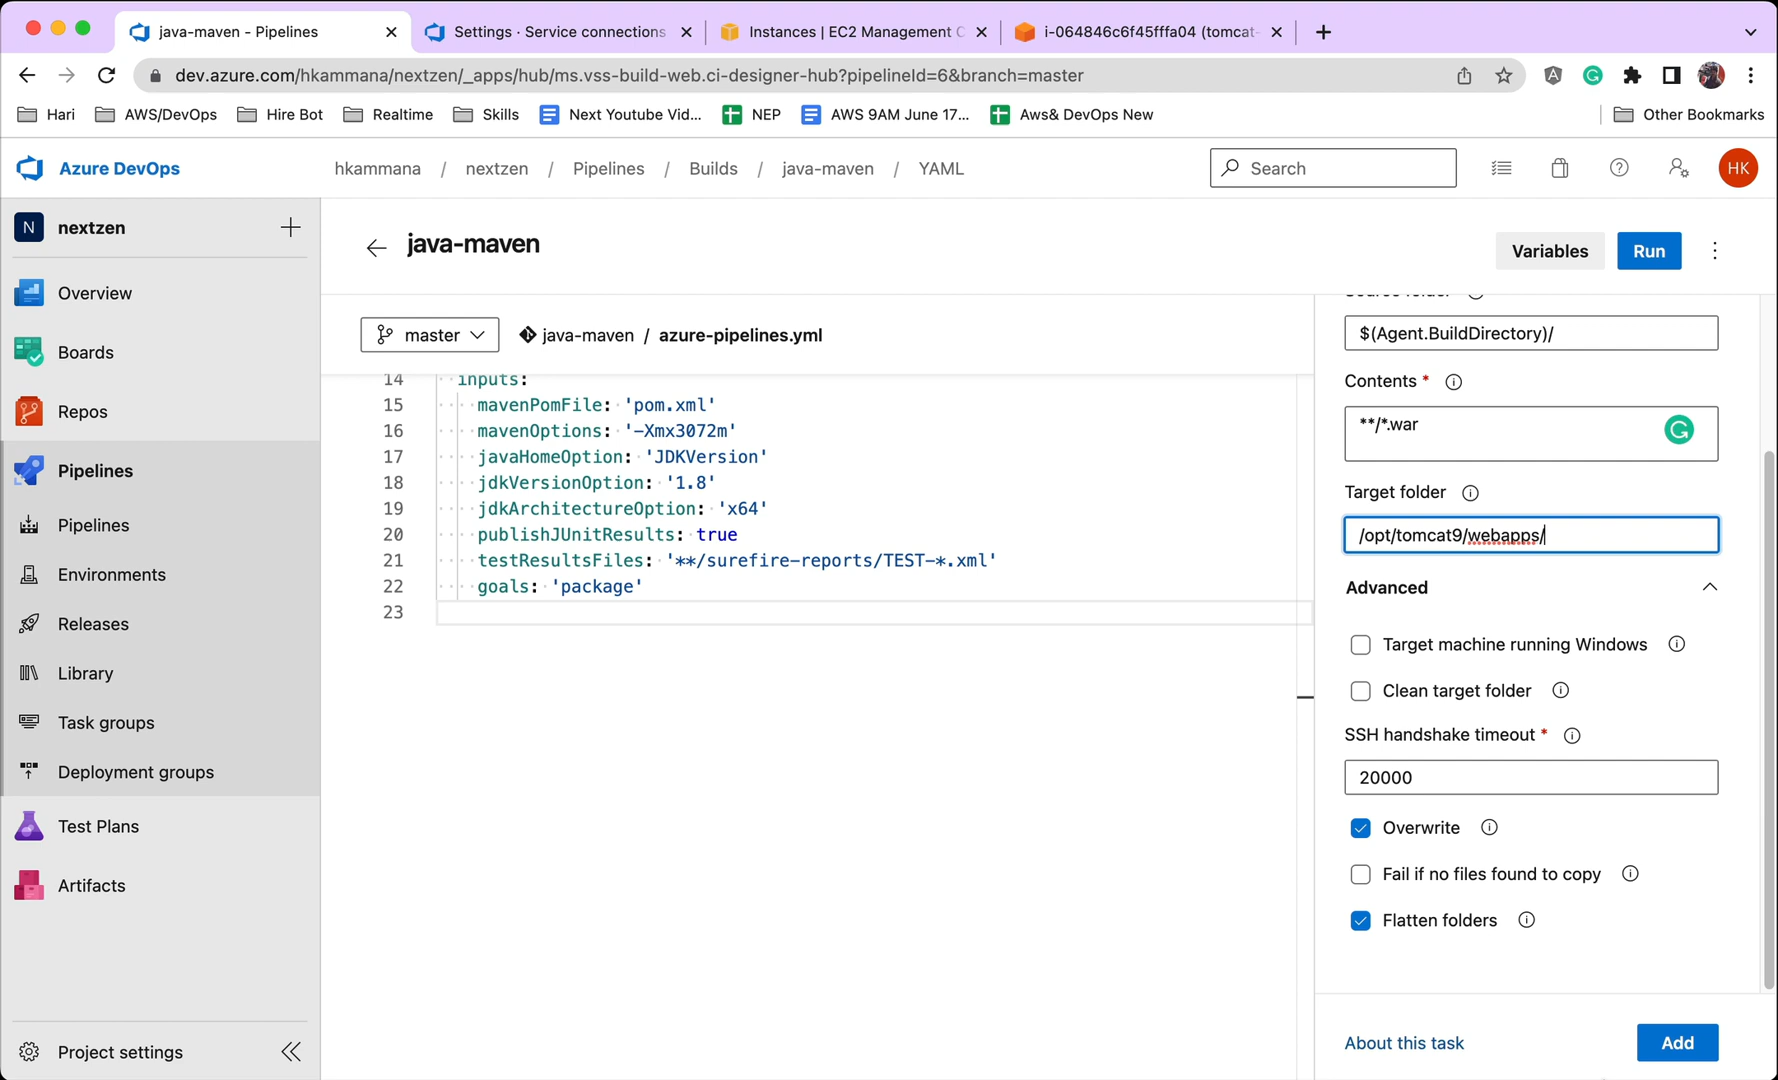 java-maven - Pipelines
Settings · Service connections
Instances | EC2 Management C
i-064846c6f45fffa04 (tomcat-
dev.azure.com/hkammana/nextzen/_apps/hub/ms.vss-build-web.ci-designer-hub?pipelineId=6&branch=master
Hari
AWS/DevOps
Hire Bot
Realtime
Skills
Next Youtube Vid...
NEP
AWS 9AM June 17...
Aws& DevOps New
Other Bookmarks
Azure DevOps
hkammana / nextzen / Pipelines / Builds / java-maven / YAML
Search
HK
N nextzen
java-maven
Variables
Run
Overview
Boards
Repos
Pipelines
Pipelines
Environments
Releases
Library
Task groups
Deployment groups
Test Plans
Artifacts
Project settings
master
java-maven / azure-pipelines.yml
14 inputs:
15 mavenPomFile: 'pom.xml'
16 mavenOptions: '-Xmx3072m'
17 javaHomeOption: 'JDKVersion'
18 jdkVersionOption: '1.8'
19 jdkArchitectureOption: 'x64'
20 publishJUnitResults: true
21 testResultsFiles: '**/surefire-reports/TEST-*.xml'
22 goals: 'package'
23
$(Agent.BuildDirectory)/
Contents *
**/*.war
Target folder
/opt/tomcat9/webapps/
Advanced
Target machine running Windows
Clean target folder
SSH handshake timeout *
20000
Overwrite
Fail if no files found to copy
Flatten folders
About this task
Add